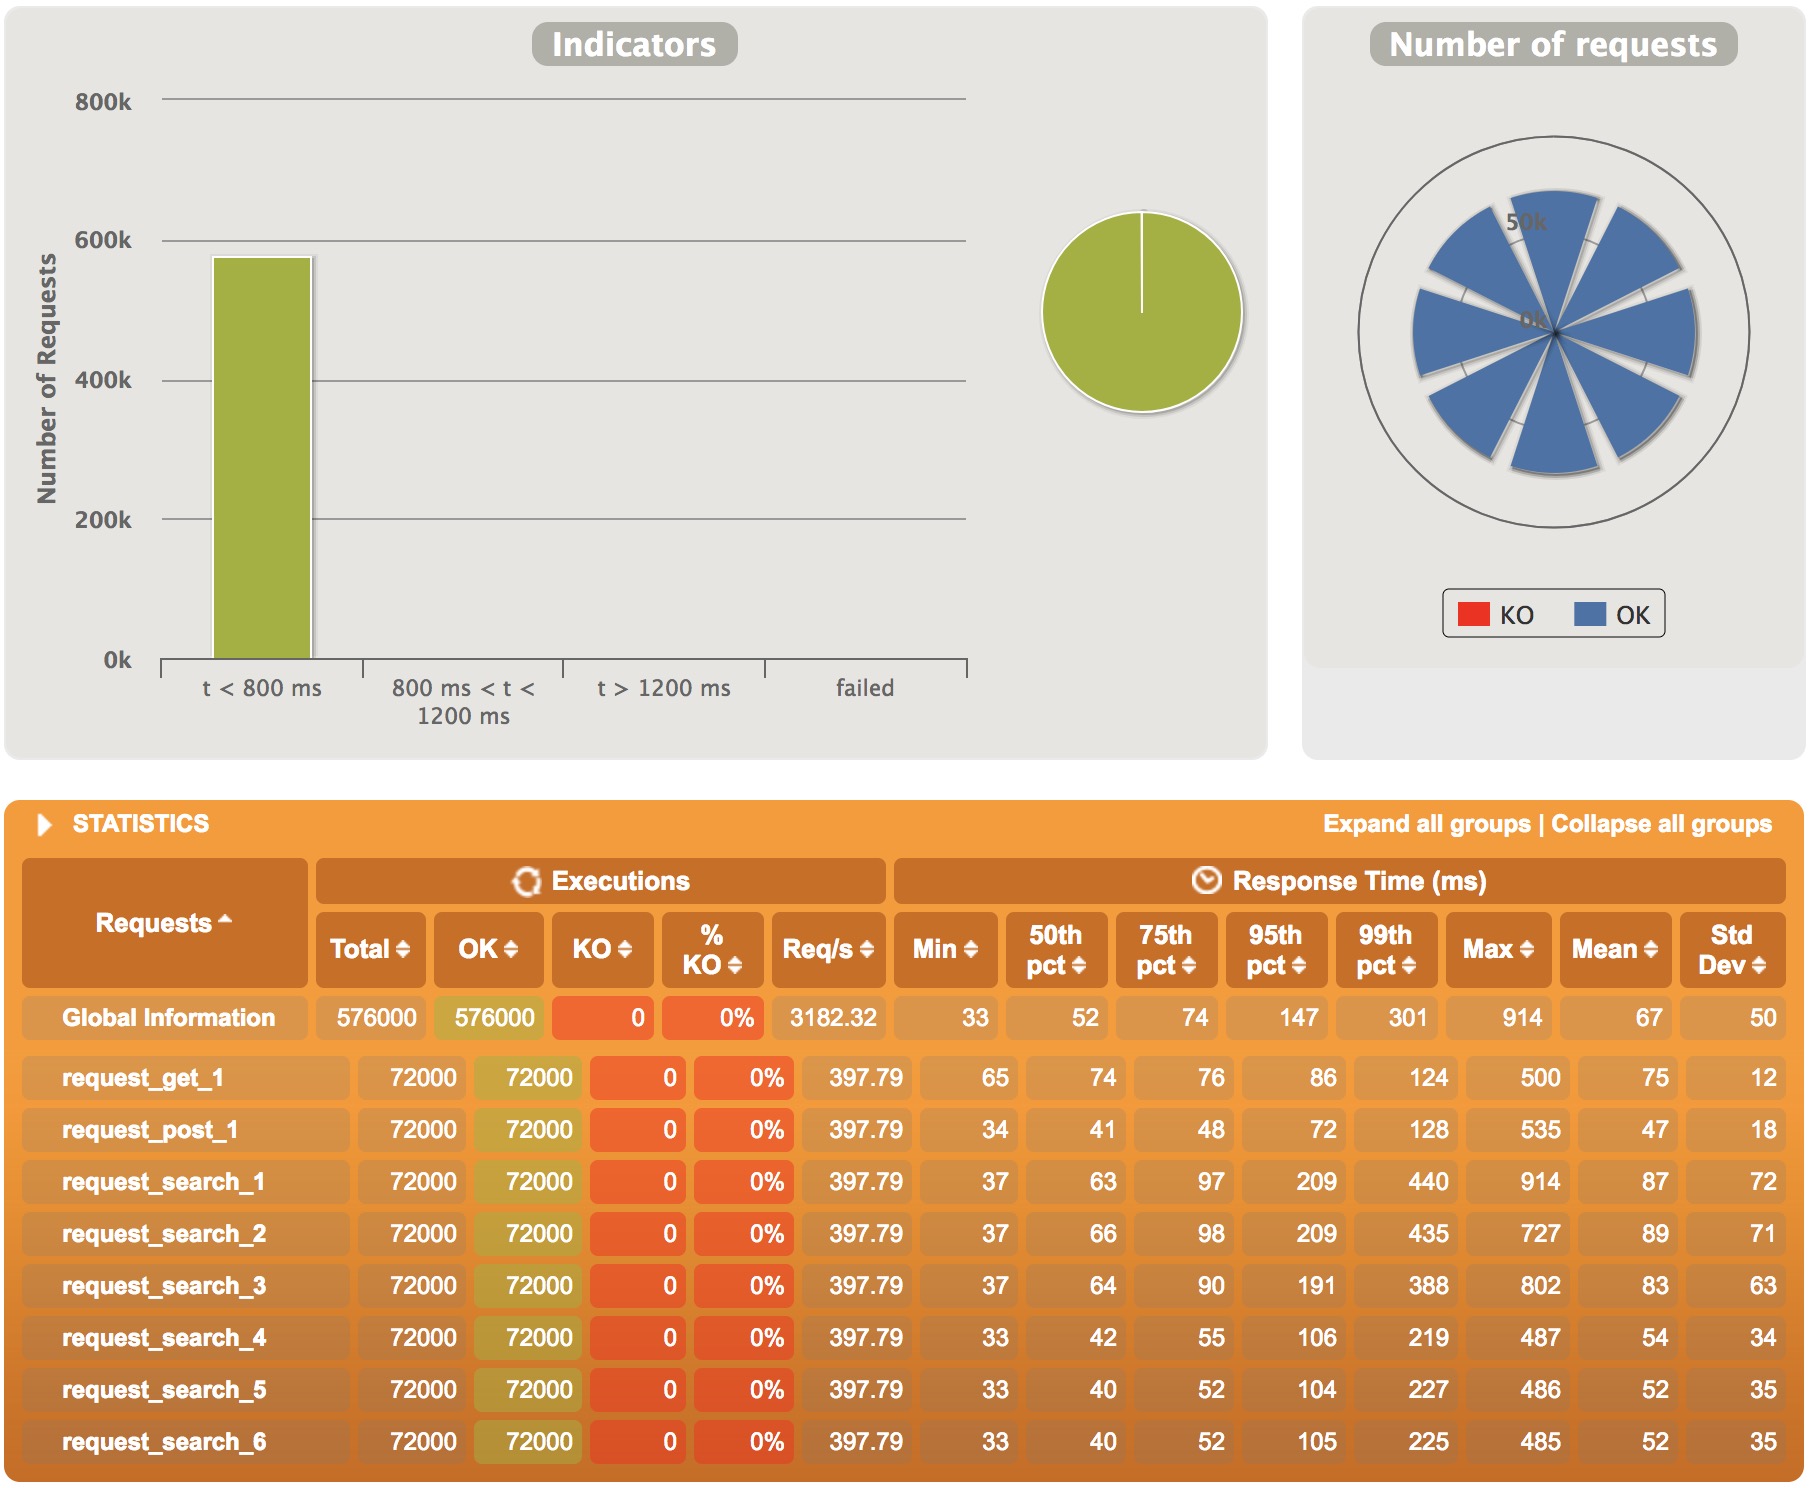 Indicators
800k
600k
400k
200k
0k
Number of Requests
t < 800 ms
800 ms < t <
1200 ms
t > 1200 ms
failed
Number of requests
50k
0k
KO OK
STATISTICS Expand all groups | Collapse all groups
Requests Executions Response Time (ms)
Total OK KO % KO Req/s Min 50th pct 75th pct 95th pct 99th pct Max Mean Std Dev
Global Information 576000 576000 0 0% 3182.32 33 52 74 147 301 914 67 50
request_get_1 72000 72000 0 0% 397.79 65 74 76 86 124 500 75 12
request_post_1 72000 72000 0 0% 397.79 34 41 48 72 128 535 47 18
request_search_1 72000 72000 0 0% 397.79 37 63 97 209 440 914 87 72
request_search_2 72000 72000 0 0% 397.79 37 66 98 209 435 727 89 71
request_search_3 72000 72000 0 0% 397.79 37 64 90 191 388 802 83 63
request_search_4 72000 72000 0 0% 397.79 33 42 55 106 219 487 54 34
request_search_5 72000 72000 0 0% 397.79 33 40 52 104 227 486 52 35
request_search_6 72000 72000 0 0% 397.79 33 40 52 105 225 485 52 35